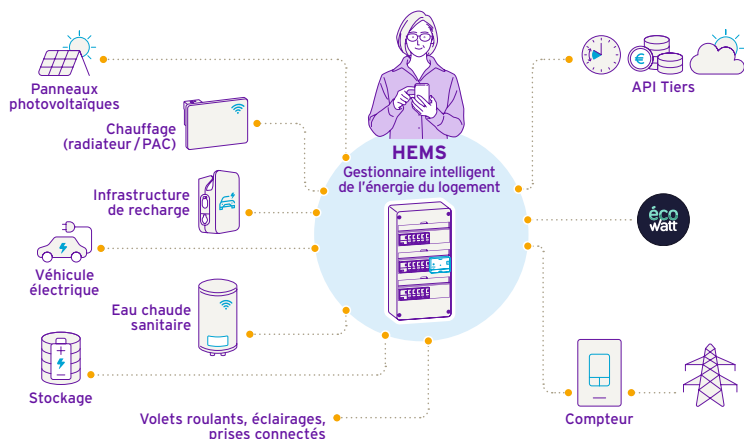 Panneaux
photovoltaïques
Chauffage
(radiateur / PAC)
Infrastructure
de recharge
Véhicule
électrique
Eau chaude
sanitaire
Stockage
Volets roulants, éclairages,
prises connectés
HEMS
Gestionnaire intelligent
de l'énergie du logement
API Tiers
éco
watt
Compteur